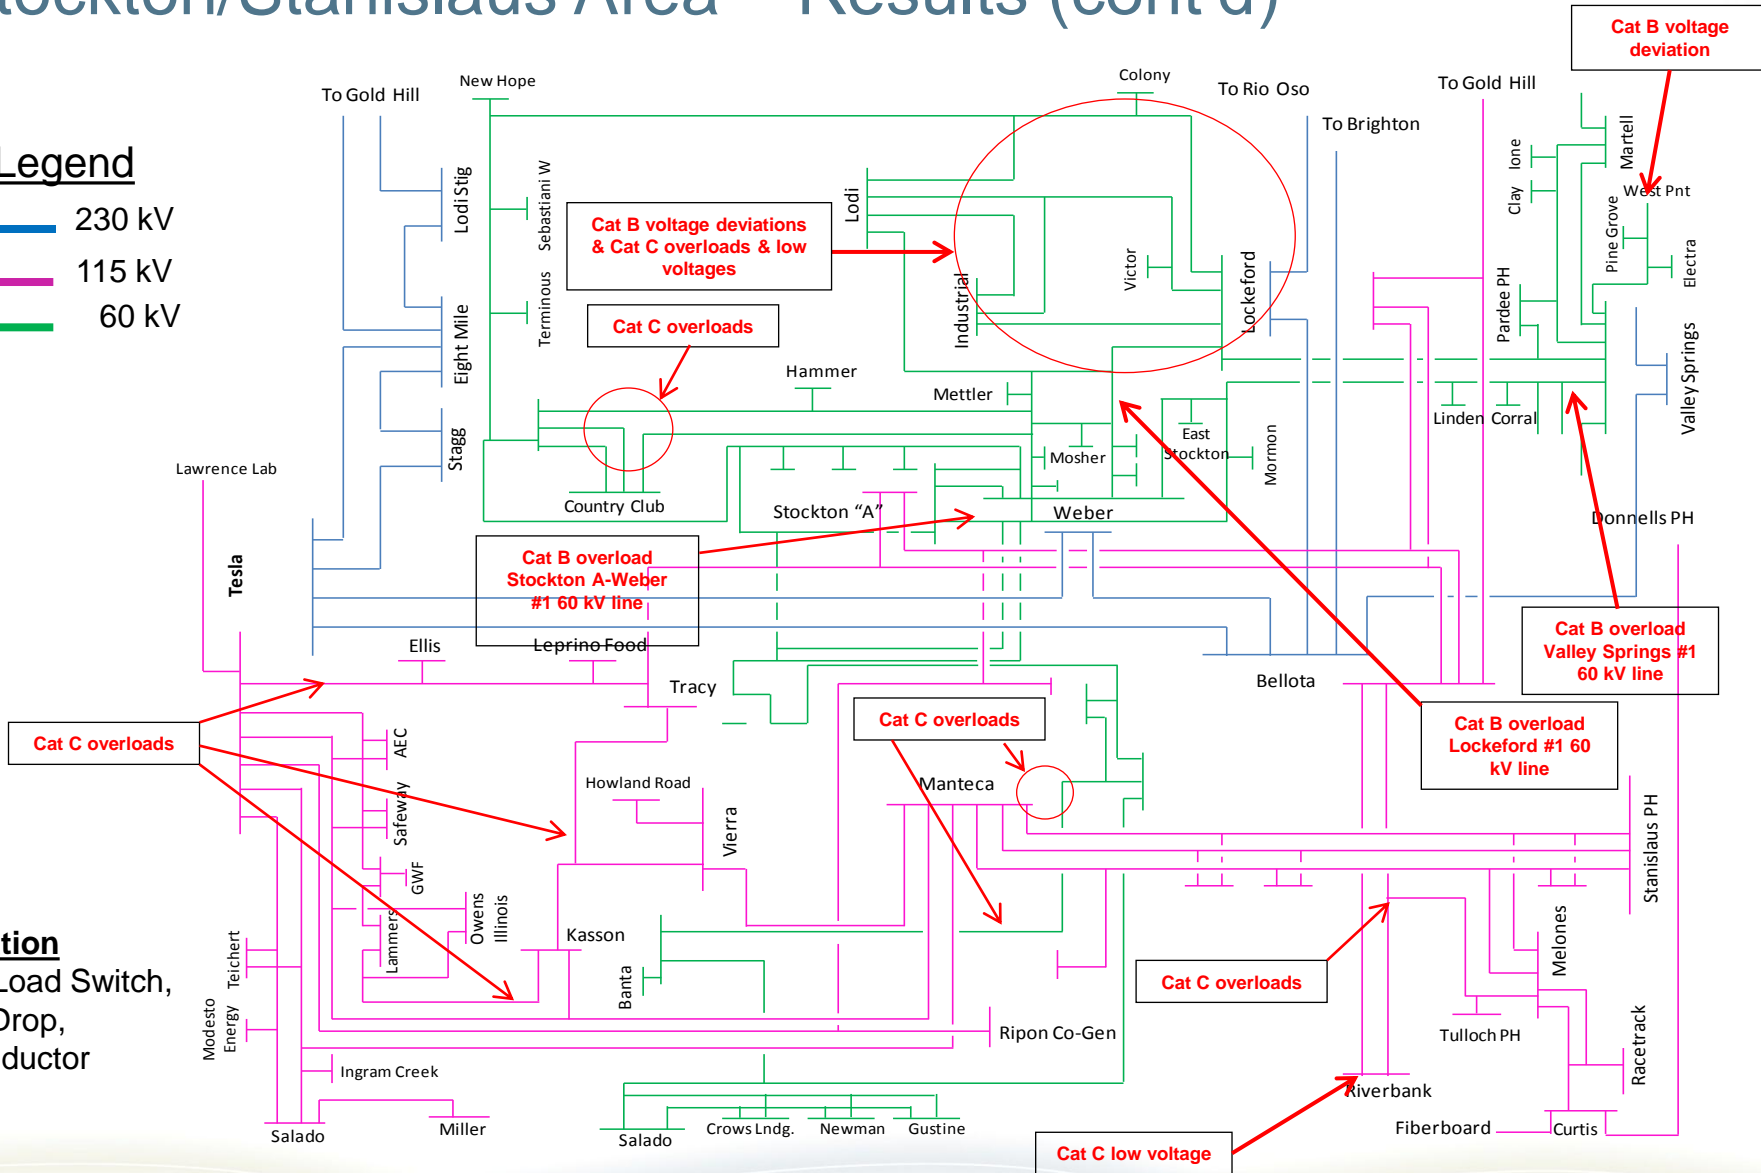 Stockton/Stanislaus Area – Results (cont'd)
Cat B voltage
deviation
New Hope
Colony
To Gold Hill
To Rio Oso
To Gold Hill
To Brighton
Legend
230 kV
115 kV
60 kV
Lodi Stig
Sebastiani W
Lodi
Ione
Martell
Clay
West Pnt
Cat B voltage deviations
& Cat C overloads & low
voltages
Pine Grove
Electra
Victor
Terminous
Industrial
Lockeford
Pardee PH
Cat C overloads
Eight Mile
Valley Springs
Hammer
Mettler
Linden
Corral
Stagg
East
Stockton
Mormon
Mosher
Lawrence Lab
Country Club
Stockton “A”
Weber
Donnells PH
Tesla
Cat B overload
Stockton A-Weber
#1 60 kV line
Cat B overload
Valley Springs #1
60 kV line
Ellis
Leprino Food
Tracy
Bellota
Cat C overloads
Cat C overloads
Cat B overload
Lockeford #1 60
kV line
AEC
Howland Road
Manteca
Safeway
Vierra
Stanislaus PH
GWF
Owens
Illinois
Lammers
Kasson
Melones
Teichert
Banta
Cat C overloads
tion
Load Switch,
Drop,
ductor
Modesto
Energy
Ripon Co-Gen
Tulloch PH
Racetrack
Ingram Creek
Riverbank
Salado
Miller
Salado
Crows Lndg.
Newman
Gustine
Fiberboard
Curtis
Cat C low voltage